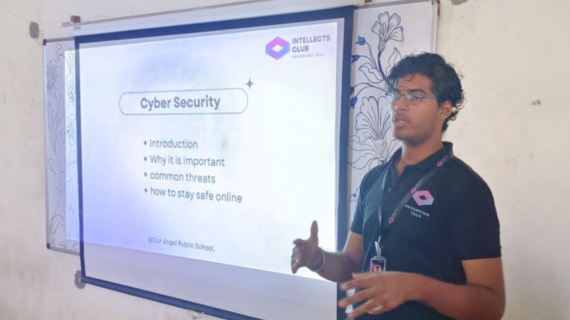 INTELLECTS
CLUB
Cyber Security
• Introduction
• Why it is important
• common threats
• how to stay safe online
@Our Angel Public School.